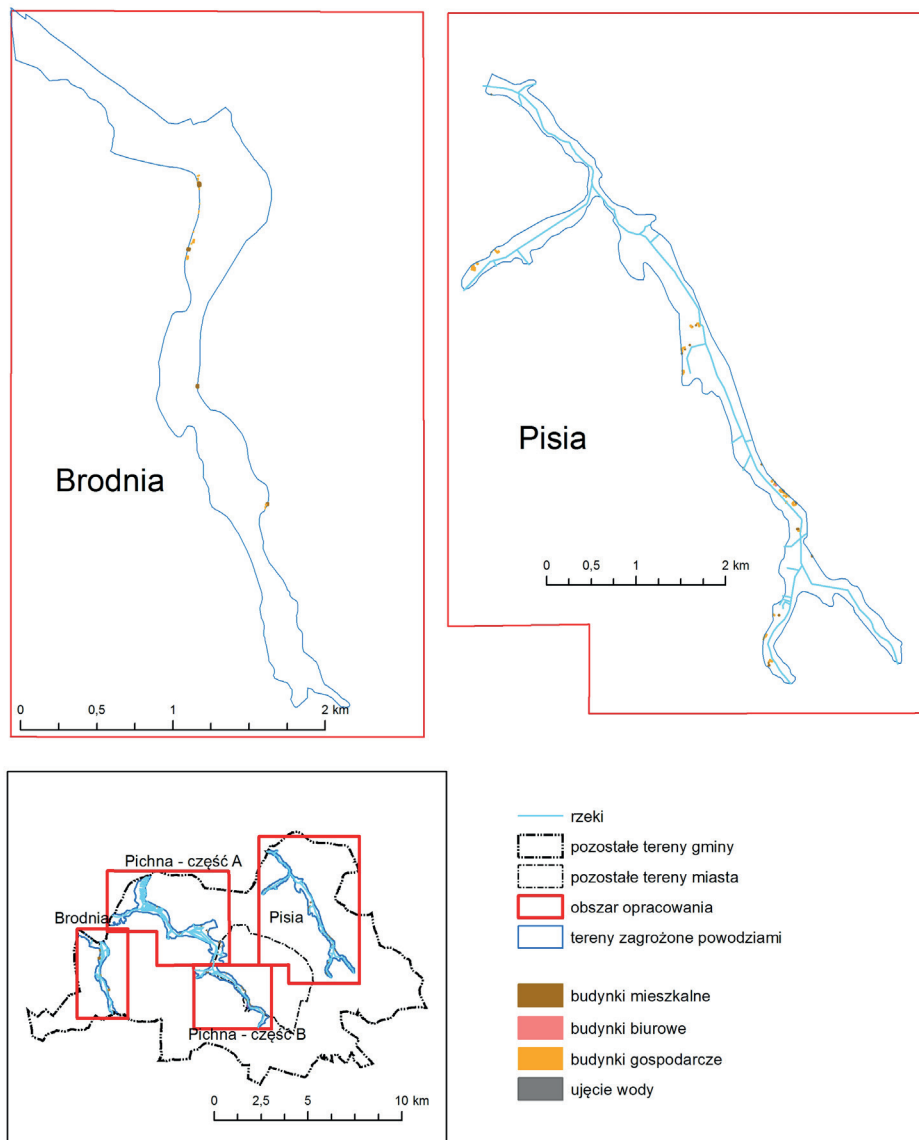 Brodnia
0 0,5 1 2 km
Pisia
0 0,5 1 2 km
Pichna - część A
Brodnia
Pisia
Pichna - część B
0 2,5 5 10 km
rzeki
pozostałe tereny gminy
pozostałe tereny miasta
obszar opracowania
tereny zagrożone powodziami
budynki mieszkalne
budynki biurowe
budynki gospodarcze
ujęcie wody